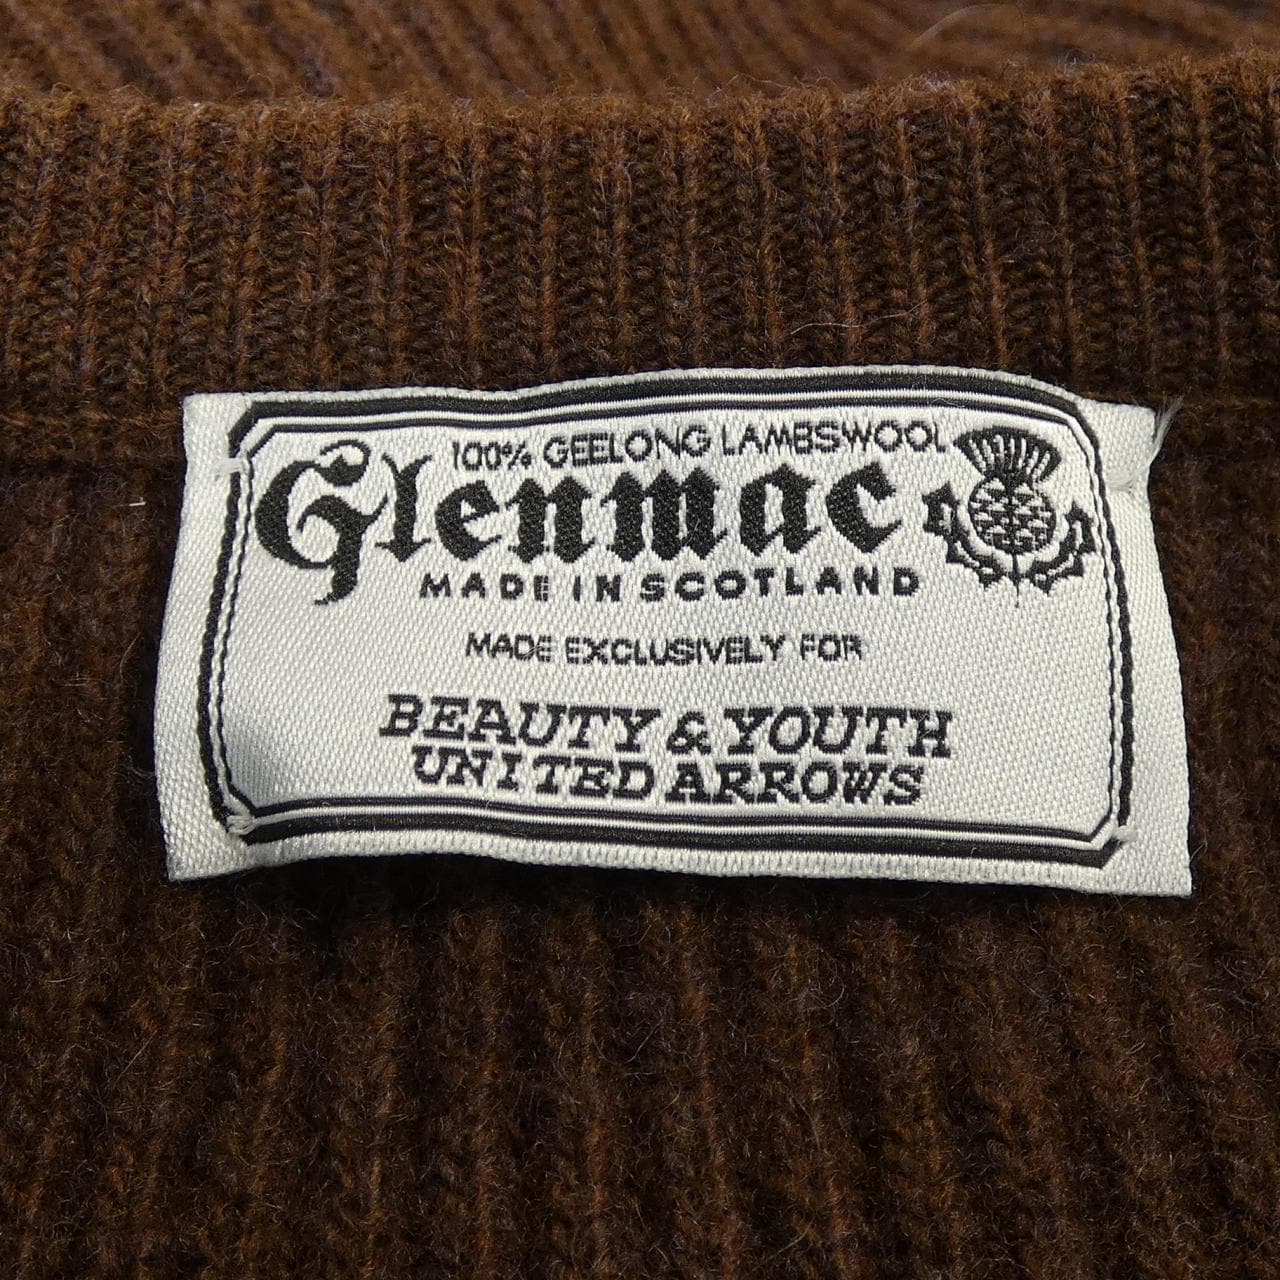 100% GEELONG LAMBSWOOL
Glenmac
MADE IN SCOTLAND
MADE EXCLUSIVELY FOR
BEAUTY & YOUTH
UNITED ARROWS